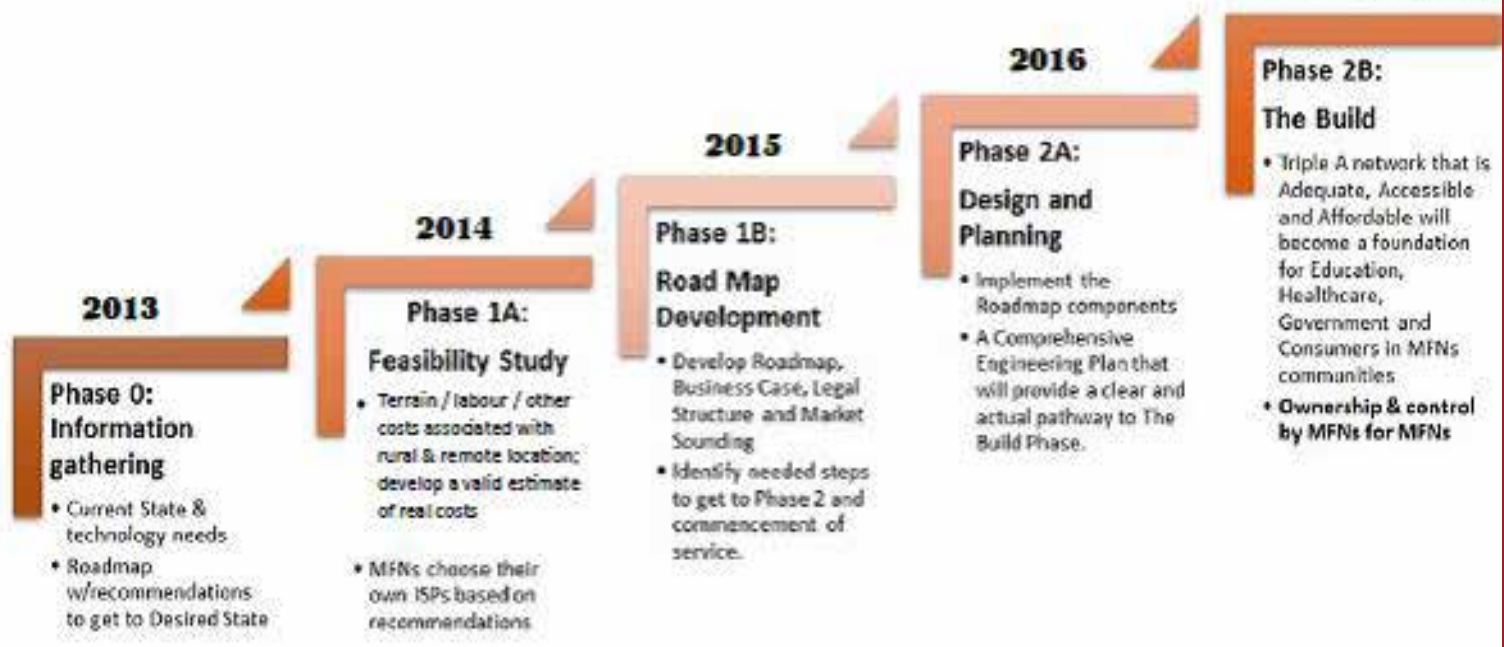 2013
Phase 0:
Information
gathering
• Current State &
technology needs
• Roadmap
w/recommendations
to get to Desired State
2014
Phase 1A:
Feasibility Study
• Terrain / labour / other
costs associated with
rural & remote location;
develop a valid estimate
of real costs
• MFNs choose their
own ISPs based on
recommendations
2015
Phase 1B:
Road Map
Development
• Develop Roadmap,
Business Case, Legal
Structure and Market
Sounding
• Identify needed steps
to get to Phase 2 and
commencement of
service.
2016
Phase 2A:
Design and
Planning
• Implement the
Roadmap components
• A Comprehensive
Engineering Plan that
will provide a clear and
actual pathway to The
Build Phase.
Phase 2B:
The Build
• Triple A network that is
Adequate, Accessible
and Affordable will
become a foundation
for Education,
Healthcare,
Government and
Consumers in MFNs
communities
• Ownership & control
by MFNs for MFNs